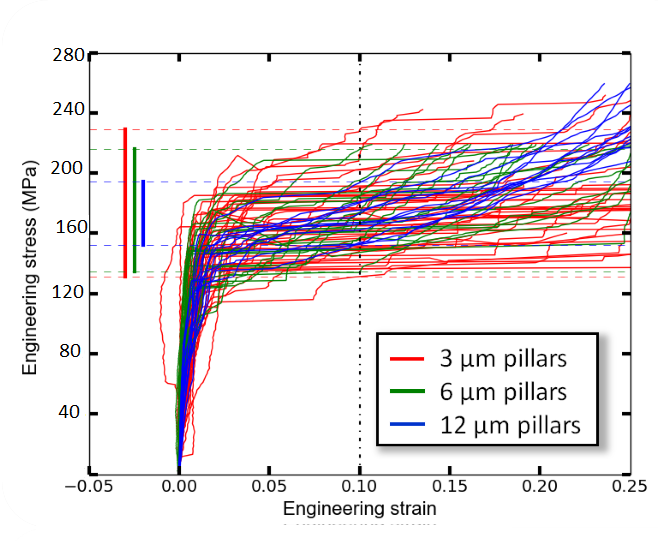 280
240
200
160
120
80
40
Engineering stress (MPa)
3 µm pillars
6 µm pillars
12 µm pillars
−0.05 0.00 0.05 0.10 0.15 0.20 0.25
Engineering strain